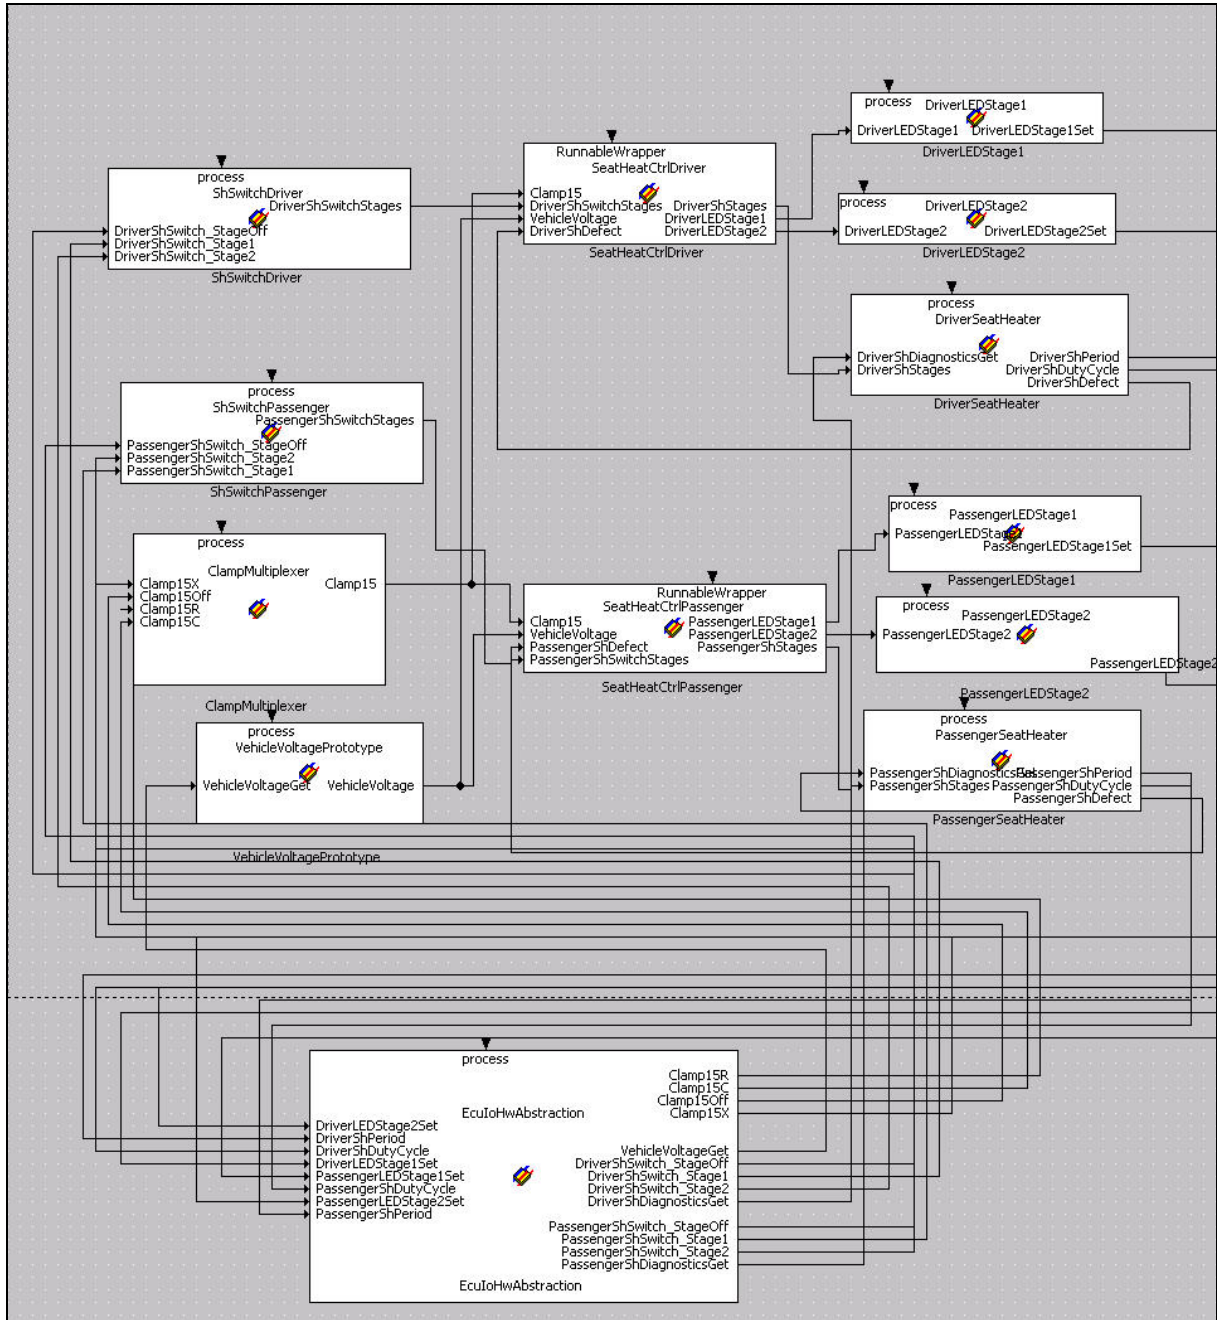 process
DriverLEDStage1
DriverLEDStage1 DriverLEDStage1Set
DriverLEDStage1
RunnableWrapper
SeatHeatCtrlDriver
Clamp15
DriverShSwitchStages DriverShStages
VehicleVoltage DriverLEDStage1
DriverShDefect DriverLEDStage2
SeatHeatCtrlDriver
process
ShSwitchDriver
DriverShSwitchStages
DriverShSwitch_StageOff
DriverShSwitch_Stage1
DriverShSwitch_Stage2
ShSwitchDriver
process
DriverLEDStage2
DriverLEDStage2 DriverLEDStage2Set
DriverLEDStage2
process
DriverSeatHeater
DriverShDiagnosticsGet DriverShPeriod
DriverShStages DriverShDutyCycle
DriverShDefect
DriverSeatHeater
process
ShSwitchPassenger
PassengerShSwitchStages
PassengerShSwitch_StageOff
PassengerShSwitch_Stage2
PassengerShSwitch_Stage1
ShSwitchPassenger
process
PassengerLEDStage1
PassengerLEDStage1Set
PassengerLEDStage1
process
ClampMultiplexer
Clamp15X Clamp15
Clamp15Off
Clamp15R
Clamp15C
ClampMultiplexer
RunnableWrapper
SeatHeatCtrlPassenger
Clamp15 PassengerLEDStage1
VehicleVoltage PassengerLEDStage2
PassengerShDefect PassengerShStages
PassengerShSwitchStages
SeatHeatCtrlPassenger
process
PassengerLEDStage2
PassengerLEDStage2
PassengerLEDStage2
PassengerLEDStage2
process
VehicleVoltagePrototype
VehicleVoltageGet VehicleVoltage
VehicleVoltagePrototype
process
PassengerSeatHeater
PassengerShPeriod
PassengerShStages PassengerShDutyCycle
PassengerShDefect
PassengerSeatHeater
process
EcuIoHwAbstraction
Clamp15R
Clamp15C
Clamp15Off
Clamp15X
DriverLEDStage2Set
DriverShPeriod
DriverShDutyCycle VehicleVoltageGet
DriverLEDStage1Set DriverShSwitch_StageOff
PassengerLEDStage1Set DriverShSwitch_Stage1
PassengerShDutyCycle DriverShSwitch_Stage2
PassengerLEDStage2Set DriverShDiagnosticsGet
PassengerShPeriod
PassengerShSwitch_StageOff
PassengerShSwitch_Stage1
PassengerShSwitch_Stage2
PassengerShDiagnosticsGet
EcuIoHwAbstraction